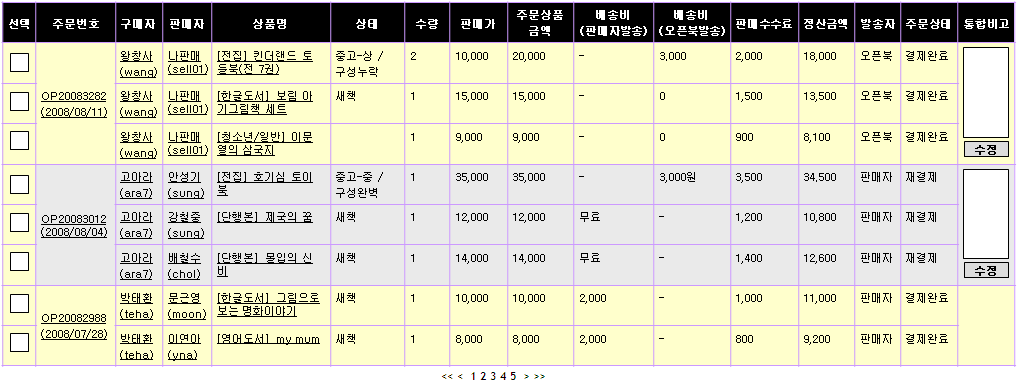 선택 주문번호 구매자 판매자 상품명 상태 수량 판매가 주문상품 금액 배송비 (판매자발송) 배송비 (오픈북발송) 판매수수료 정산금액 발송자 주문상태 통합비고
OP20083282 (2008/08/11)
왕창사 (wang) 나판매 (sell01) [전집] 킨더랜드 토들북(전 7권) 중고-상 / 구성누락 2 10,000 20,000 - 3,000 2,000 18,000 오픈북 결제완료
왕창사 (wang) 나판매 (sell01) [한글도서] 보림 아기그림책 세트 새책 1 15,000 15,000 - 0 1,500 13,500 오픈북 결제완료
왕창사 (wang) 나판매 (sell01) [청소년/일반] 이문열의 삼국지 1 9,000 9,000 - 0 900 8,100 오픈북 결제완료
수정
OP20083012 (2008/08/04)
고아라 (ara7) 안성기 (sung) [전집] 호기심 토이북 중고-중 / 구성완벽 1 35,000 35,000 - 3,000원 3,500 34,500 판매자 재결제
고아라 (ara7) 강철중 (sung) [단행본] 제국의 꿈 새책 1 12,000 12,000 무료 - 1,200 10,800 판매자 재결제
고아라 (ara7) 배철수 (chol) [단행본] 몰입의 신비 새책 1 14,000 14,000 무료 - 1,400 12,600 판매자 재결제
수정
OP20082988 (2008/07/28)
박태환 (teha) 문근영 (moon) [한글도서] 그림으로 보는 명화이야기 새책 1 10,000 10,000 2,000 - 1,000 11,000 판매자 결제완료
박태환 (teha) 이연아 (yna) [영어도서] my mum 새책 1 8,000 8,000 2,000 - 800 9,200 판매자 결제완료
<< < 1 2 3 4 5 > >>